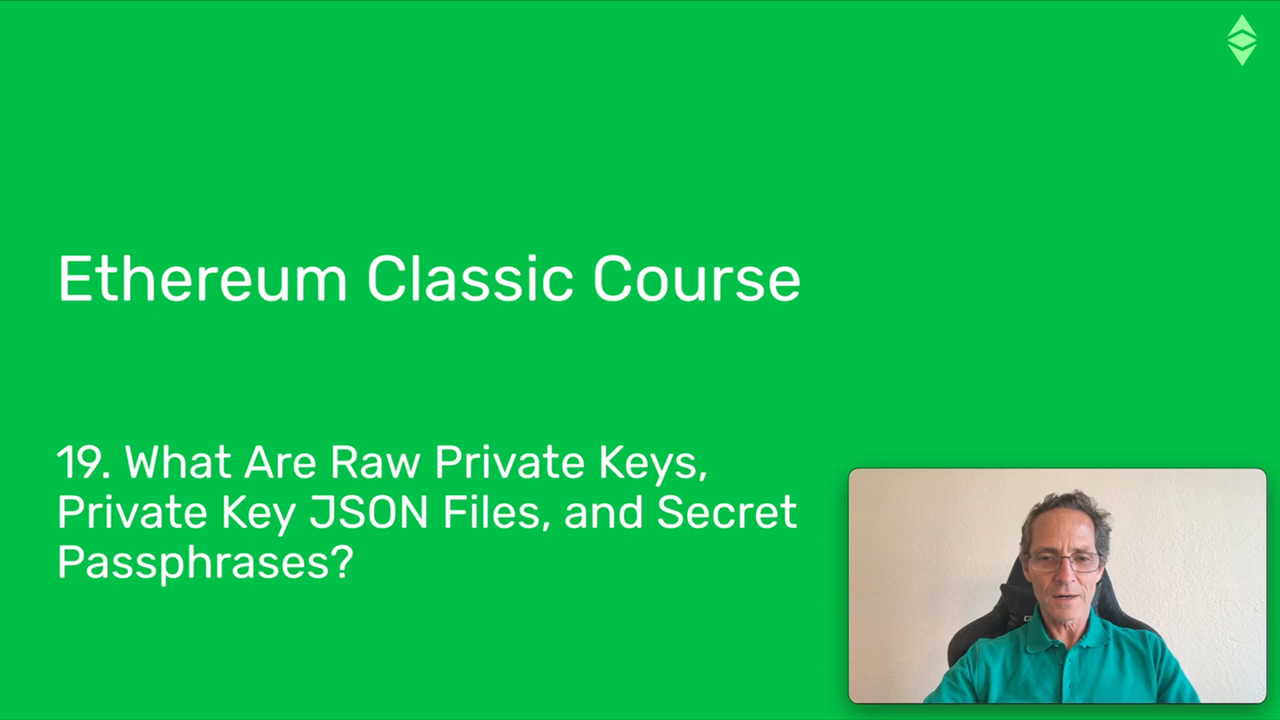 Ethereum Classic Course
19. What Are Raw Private Keys,
Private Key JSON Files, and Secret
Passphrases?